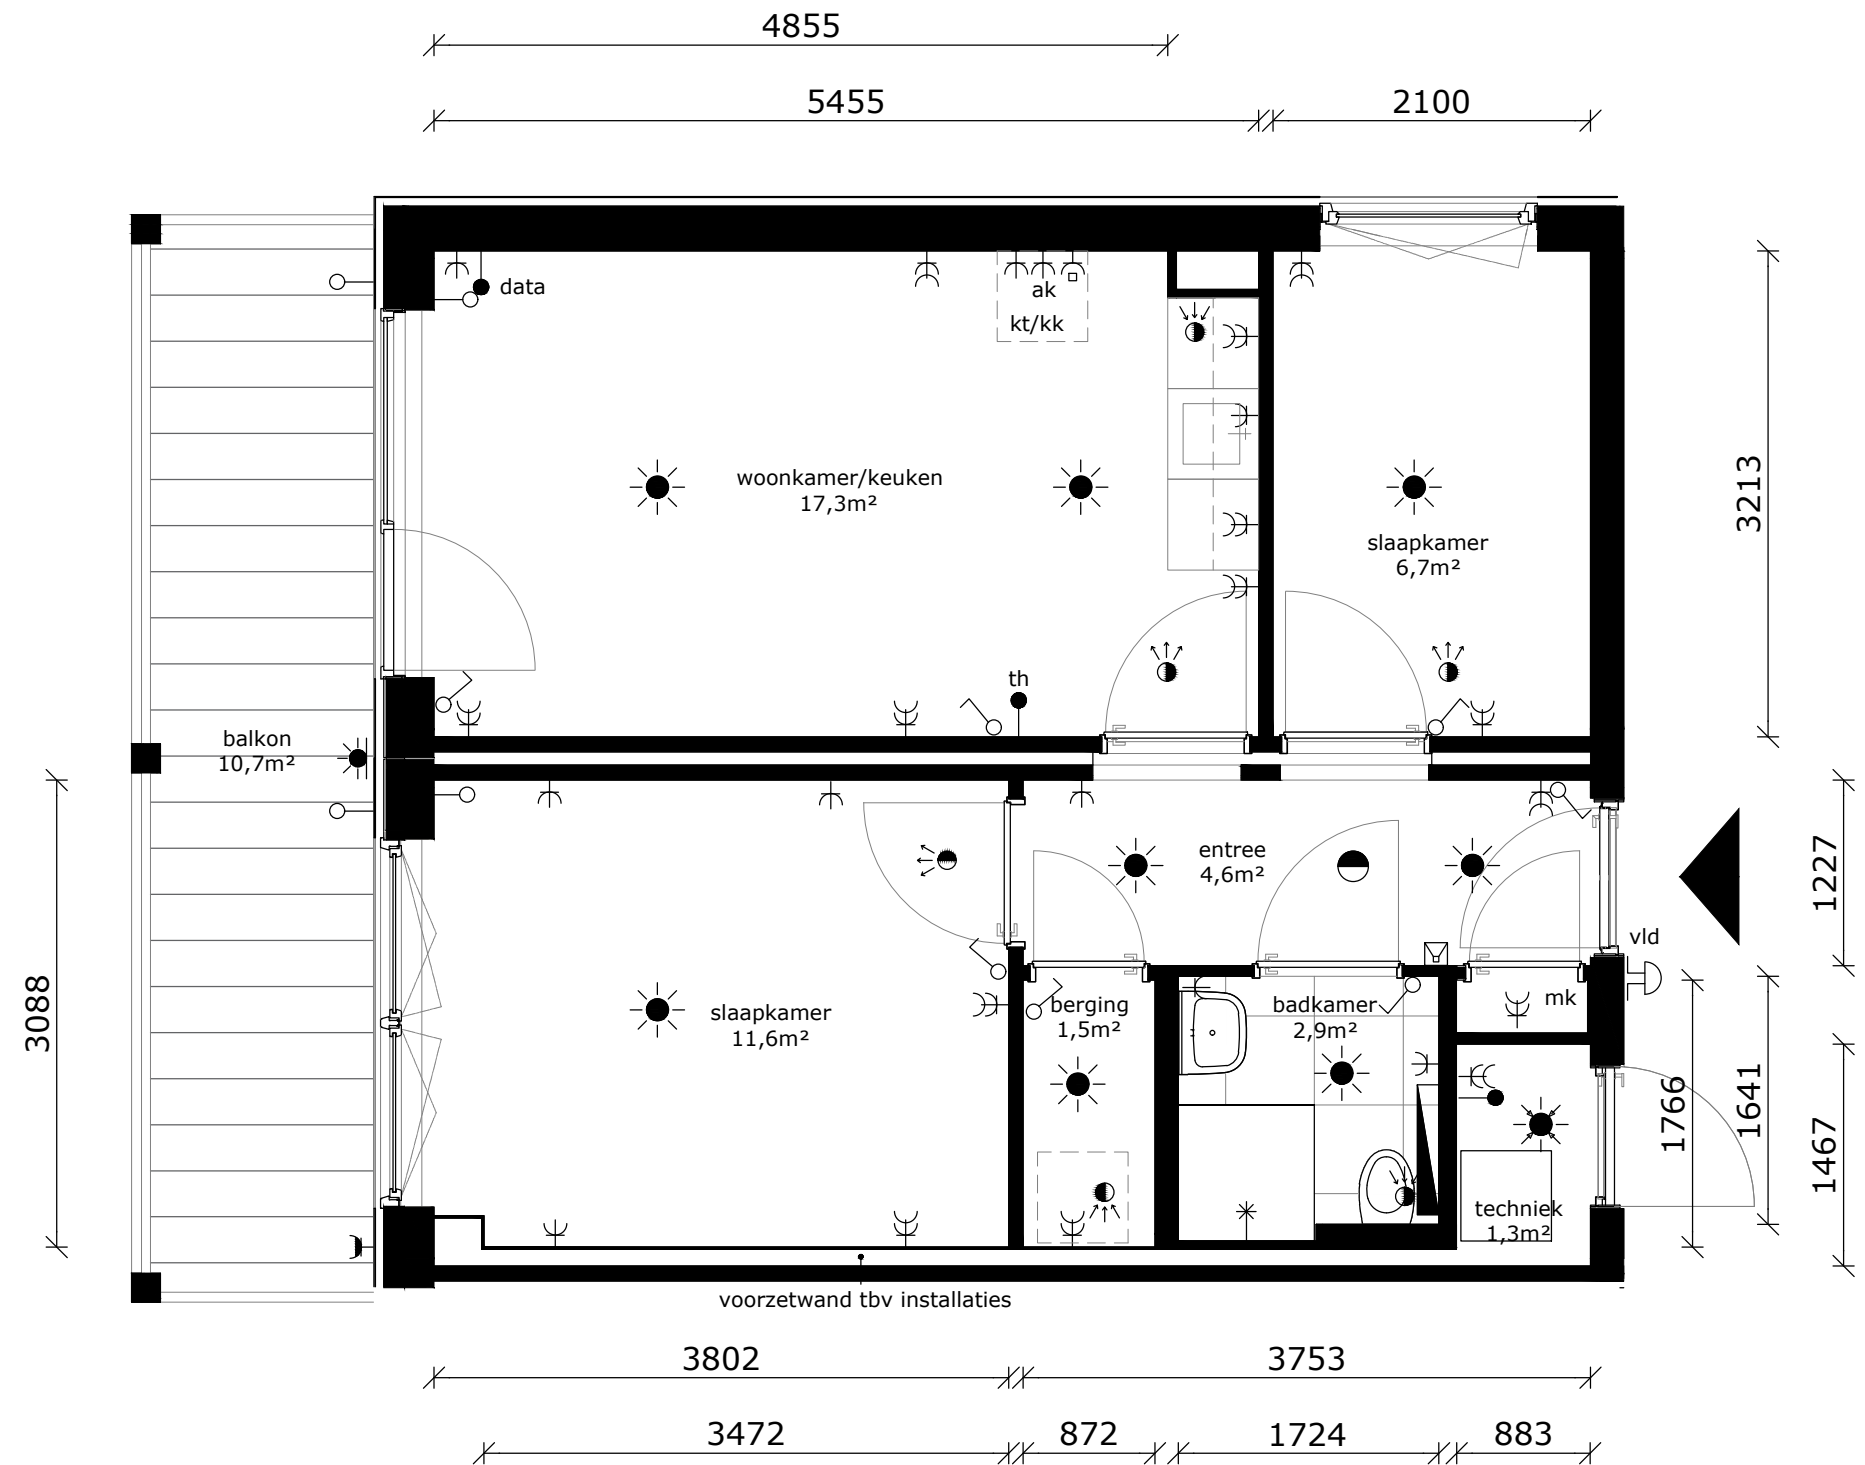 4855
5455
2100
data
ak
kt/kk
woonkamer/keuken
17,3m²
slaapkamer
6,7m²
3213
th
balkon
10,7m²
entree
4,6m²
1227
vld
3088
slaapkamer
11,6m²
berging
1,5m²
badkamer
2,9m²
mk
1766
1641
1467
techniek
1,3m²
voorzetwand tbv installaties
3802
3753
3472
872
1724
883